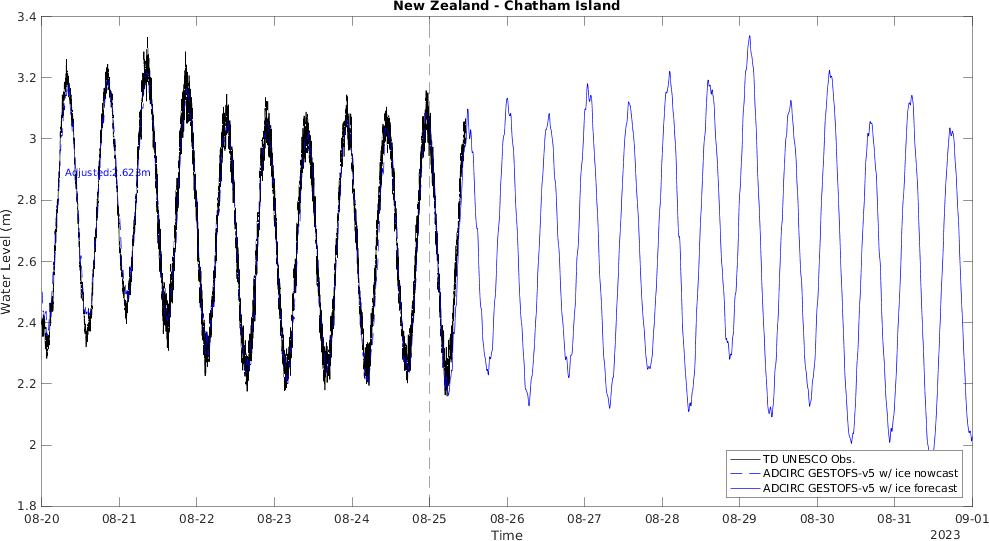 New Zealand - Chatham Island
3.4
3.2
3
2.8
2.6
2.4
2.2
2
1.8
Water Level (m)
Adjusted:2.623m
TD UNESCO Obs.
ADCIRC GESTOFS-v5 w/ ice nowcast
ADCIRC GESTOFS-v5 w/ ice forecast
08-20 08-21 08-22 08-23 08-24 08-25 08-26 08-27 08-28 08-29 08-30 08-31 09-01
Time
2023